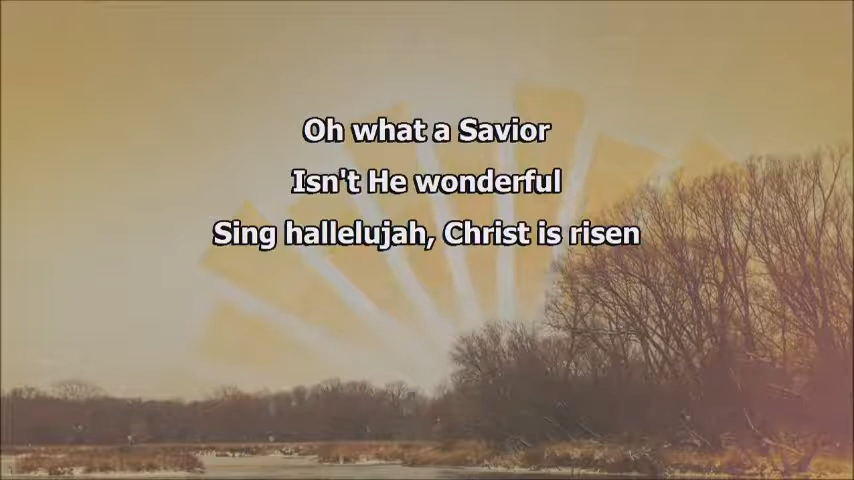 Oh what a Savior
Isn't He wonderful
Sing hallelujah, Christ is risen